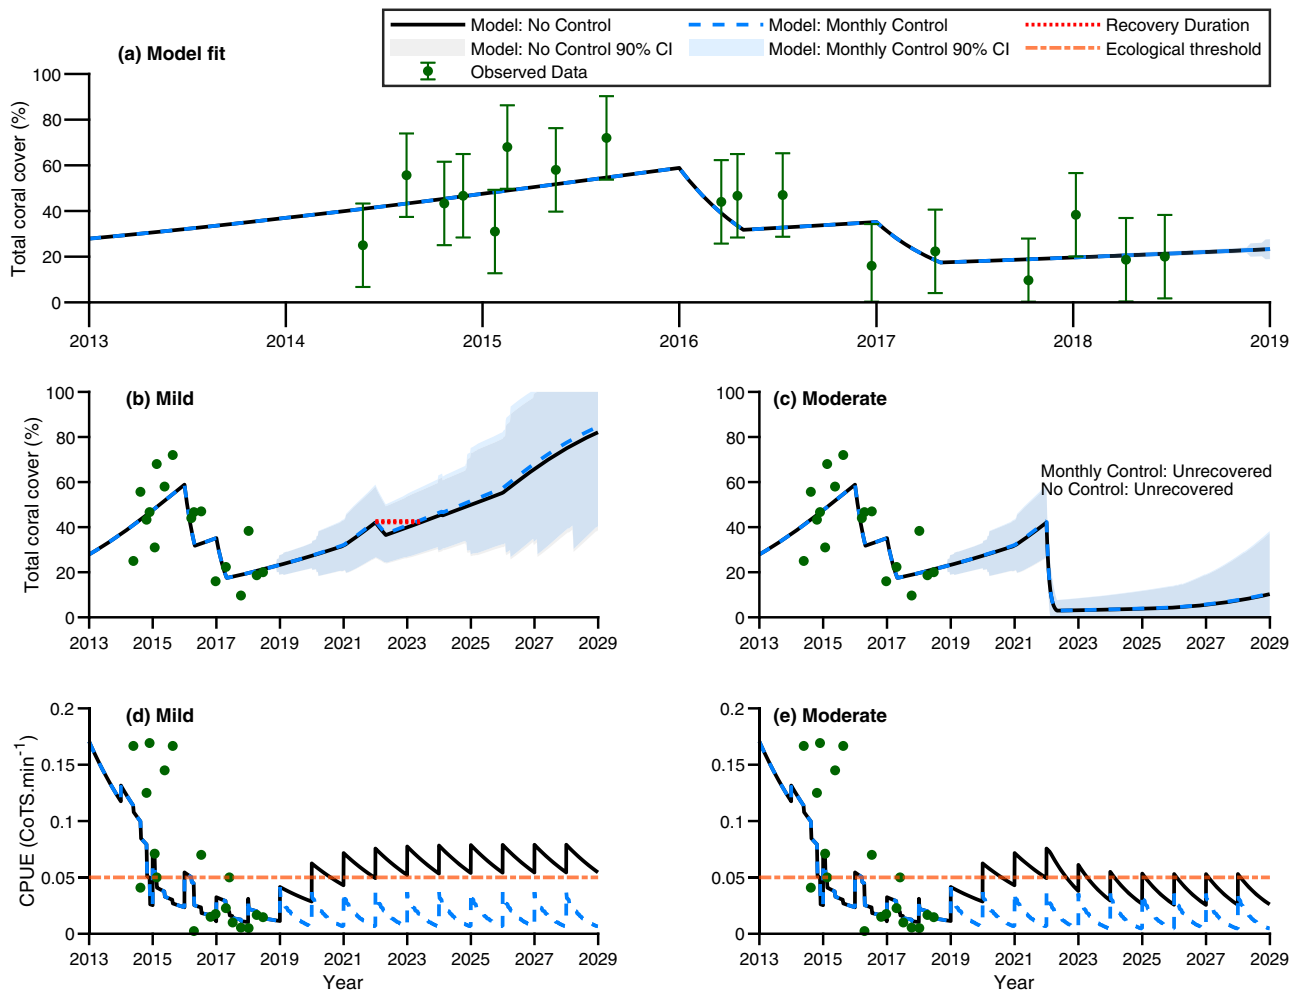 Model: No Control
Model: Monthly Control
Recovery Duration
Model: No Control 90% CI
Model: Monthly Control 90% CI
Ecological threshold
Observed Data
(a) Model fit
Total coral cover (%)
100
80
60
40
20
0
2013 2014 2015 2016 2017 2018 2019
(b) Mild
Total coral cover (%)
100
80
60
40
20
0
2013 2015 2017 2019 2021 2023 2025 2027 2029
(c) Moderate
Monthly Control: Unrecovered
No Control: Unrecovered
100
80
60
40
20
0
2013 2015 2017 2019 2021 2023 2025 2027 2029
(d) Mild
CPUE (CoTS.min-1)
0.2
0.15
0.1
0.05
0
2013 2015 2017 2019 2021 2023 2025 2027 2029
Year
(e) Moderate
0.2
0.15
0.1
0.05
0
2013 2015 2017 2019 2021 2023 2025 2027 2029
Year